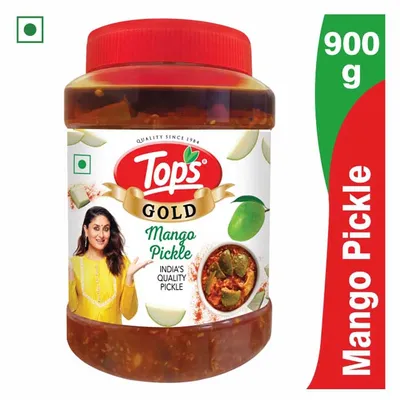 900
g
QUALITY SINCE 1984
Tops
GOLD
Mango
Pickle
INDIA'S
QUALITY
PICKLE
Mango Pickle